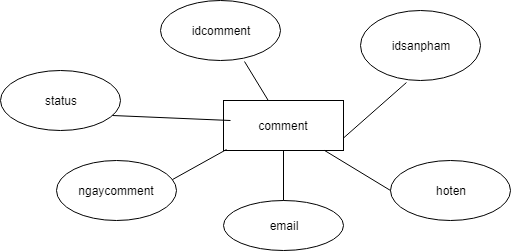 idcomment
idsanpham
status
comment
ngaycomment
hoten
email